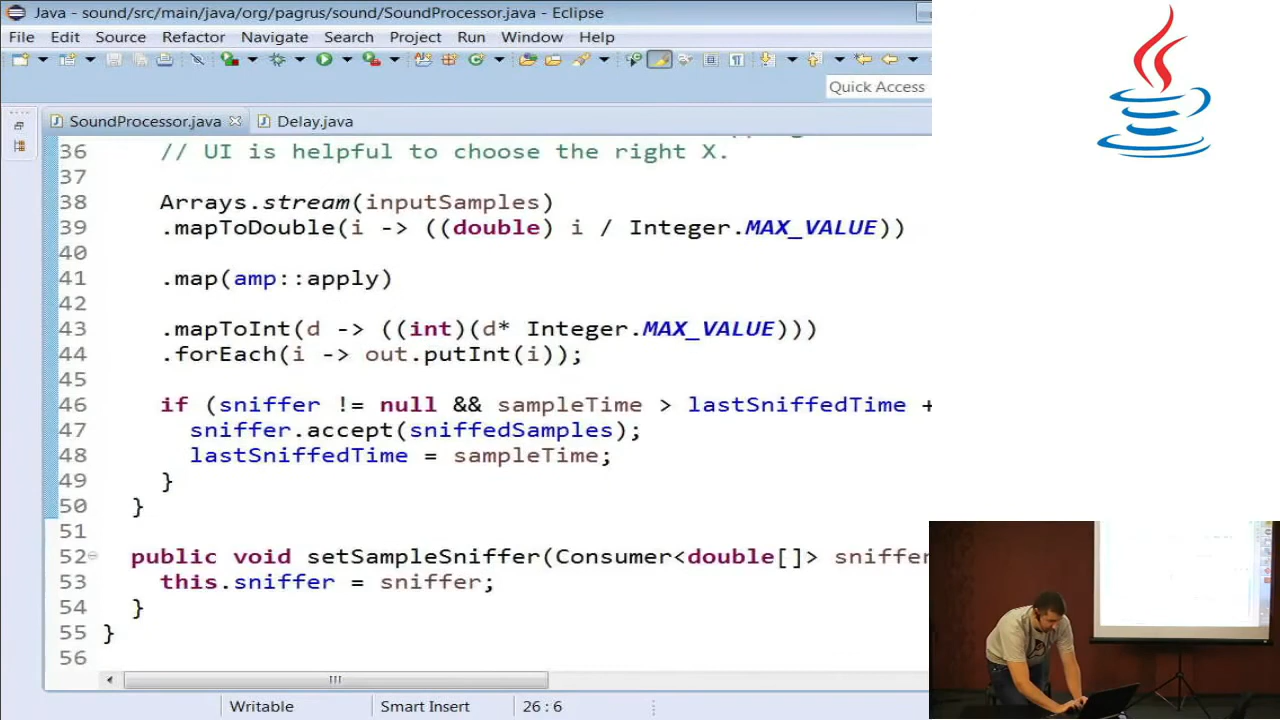 Java - sound/src/main/java/org/pagrus/sound/SoundProcessor.java - Eclipse
File Edit Source Refactor Navigate Search Project Run Window Help
Quick Access
SoundProcessor.java Delay.java
36 // UI is helpful to choose the right X.
37
38 Arrays.stream(inputSamples)
39 .mapToDouble(i -> ((double) i / Integer.MAX_VALUE))
40
41 .map(amp::apply)
42
43 .mapToInt(d -> ((int)(d* Integer.MAX_VALUE)))
44 .forEach(i -> out.putInt(i));
45
46 if (sniffer != null && sampleTime > lastSniffedTime +
47 sniffer.accept(sniffedSamples);
48 lastSniffedTime = sampleTime;
49 }
50 }
51
52 public void setSampleSniffer(Consumer<double[]> sniffer
53 this.sniffer = sniffer;
54 }
55 }
56
Writable Smart Insert 26 : 6